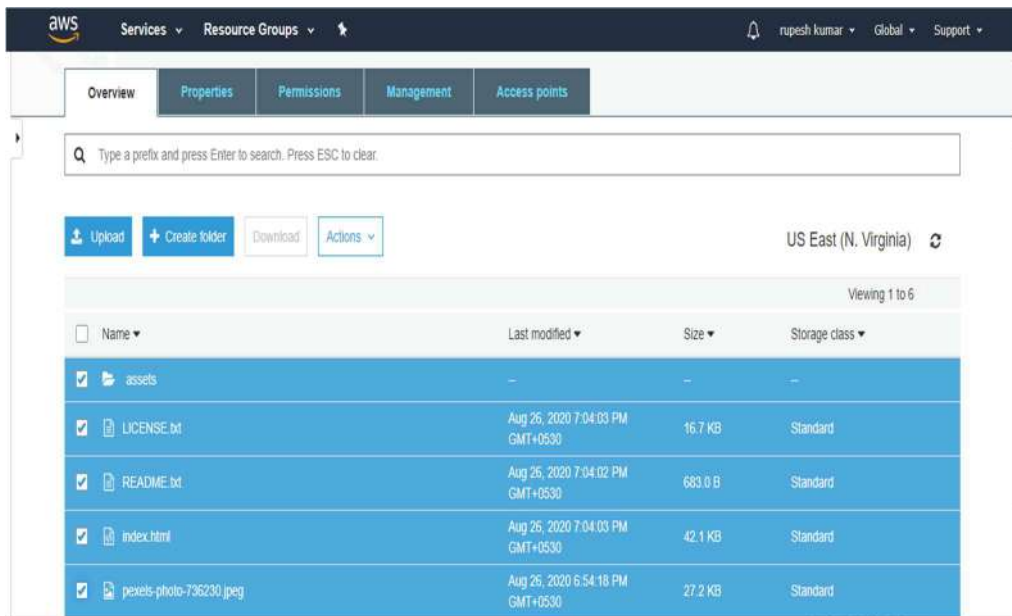 aws Services Resource Groups rupesh kumar Global Support
Overview Properties Permissions Management Access points
Type a prefix and press Enter to search. Press ESC to clear.
Upload + Create folder Download Actions US East (N. Virginia)
Viewing 1 to 6
Name Last modified Size Storage class
assets -- -- --
LICENSE.txt Aug 26, 2020 7:04:03 PM GMT+0530 16.7 KB Standard
README.txt Aug 26, 2020 7:04:02 PM GMT+0530 683.0 B Standard
index.html Aug 26, 2020 7:04:03 PM GMT+0530 42.1 KB Standard
pexels-photo-736230.jpeg Aug 26, 2020 6:54:18 PM GMT+0530 27.2 KB Standard